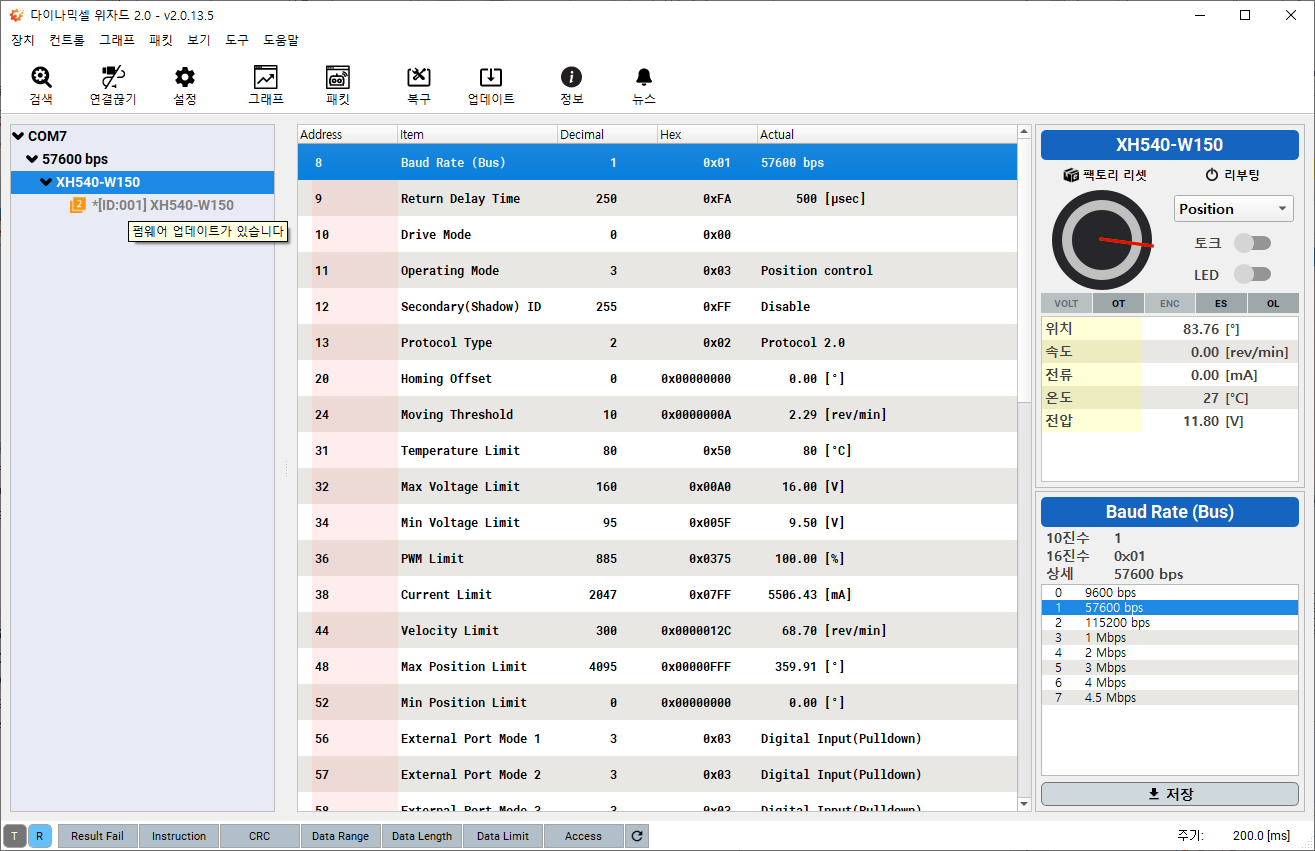 다이나믹셀 위자드 2.0 - v2.0.13.5
장치 컨트롤 그래프 패킷 보기 도구 도움말
검색 연결끊기 설정 그래프 패킷 복구 업데이트 정보 뉴스
COM7
57600 bps
XH540-W150
2 *[ID:001] XH540-W150
펌웨어 업데이트가 있습니다
Address Item Decimal Hex Actual
8 Baud Rate (Bus) 1 0x01 57600 bps
9 Return Delay Time 250 0xFA 500 [μsec]
10 Drive Mode 0 0x00
11 Operating Mode 3 0x03 Position control
12 Secondary(Shadow) ID 255 0xFF Disable
13 Protocol Type 2 0x02 Protocol 2.0
20 Homing Offset 0 0x00000000 0.00 [°]
24 Moving Threshold 10 0x0000000A 2.29 [rev/min]
31 Temperature Limit 80 0x50 80 [°C]
32 Max Voltage Limit 160 0x00A0 16.00 [V]
34 Min Voltage Limit 95 0x005F 9.50 [V]
36 PWM Limit 885 0x0375 100.00 [%]
38 Current Limit 2047 0x07FF 5506.43 [mA]
44 Velocity Limit 300 0x0000012C 68.70 [rev/min]
48 Max Position Limit 4095 0x00000FFF 359.91 [°]
52 Min Position Limit 0 0x00000000 0.00 [°]
56 External Port Mode 1 3 0x03 Digital Input(Pulldown)
57 External Port Mode 2 3 0x03 Digital Input(Pulldown)
58 External Port Mode 3 3 0x03 Digital Input(Pulldown)
XH540-W150
팩토리 리셋 리부팅
Position
토크
LED
VOLT OT ENC ES OL
위치 83.76 [°]
속도 0.00 [rev/min]
전류 0.00 [mA]
온도 27 [°C]
전압 11.80 [V]
Baud Rate (Bus)
10진수 1
16진수 0x01
상세 57600 bps
0 9600 bps
1 57600 bps
2 115200 bps
3 1 Mbps
4 2 Mbps
5 3 Mbps
6 4 Mbps
7 4.5 Mbps
저장
T R Result Fail Instruction CRC Data Range Data Length Data Limit Access 주기: 200.0 [ms]